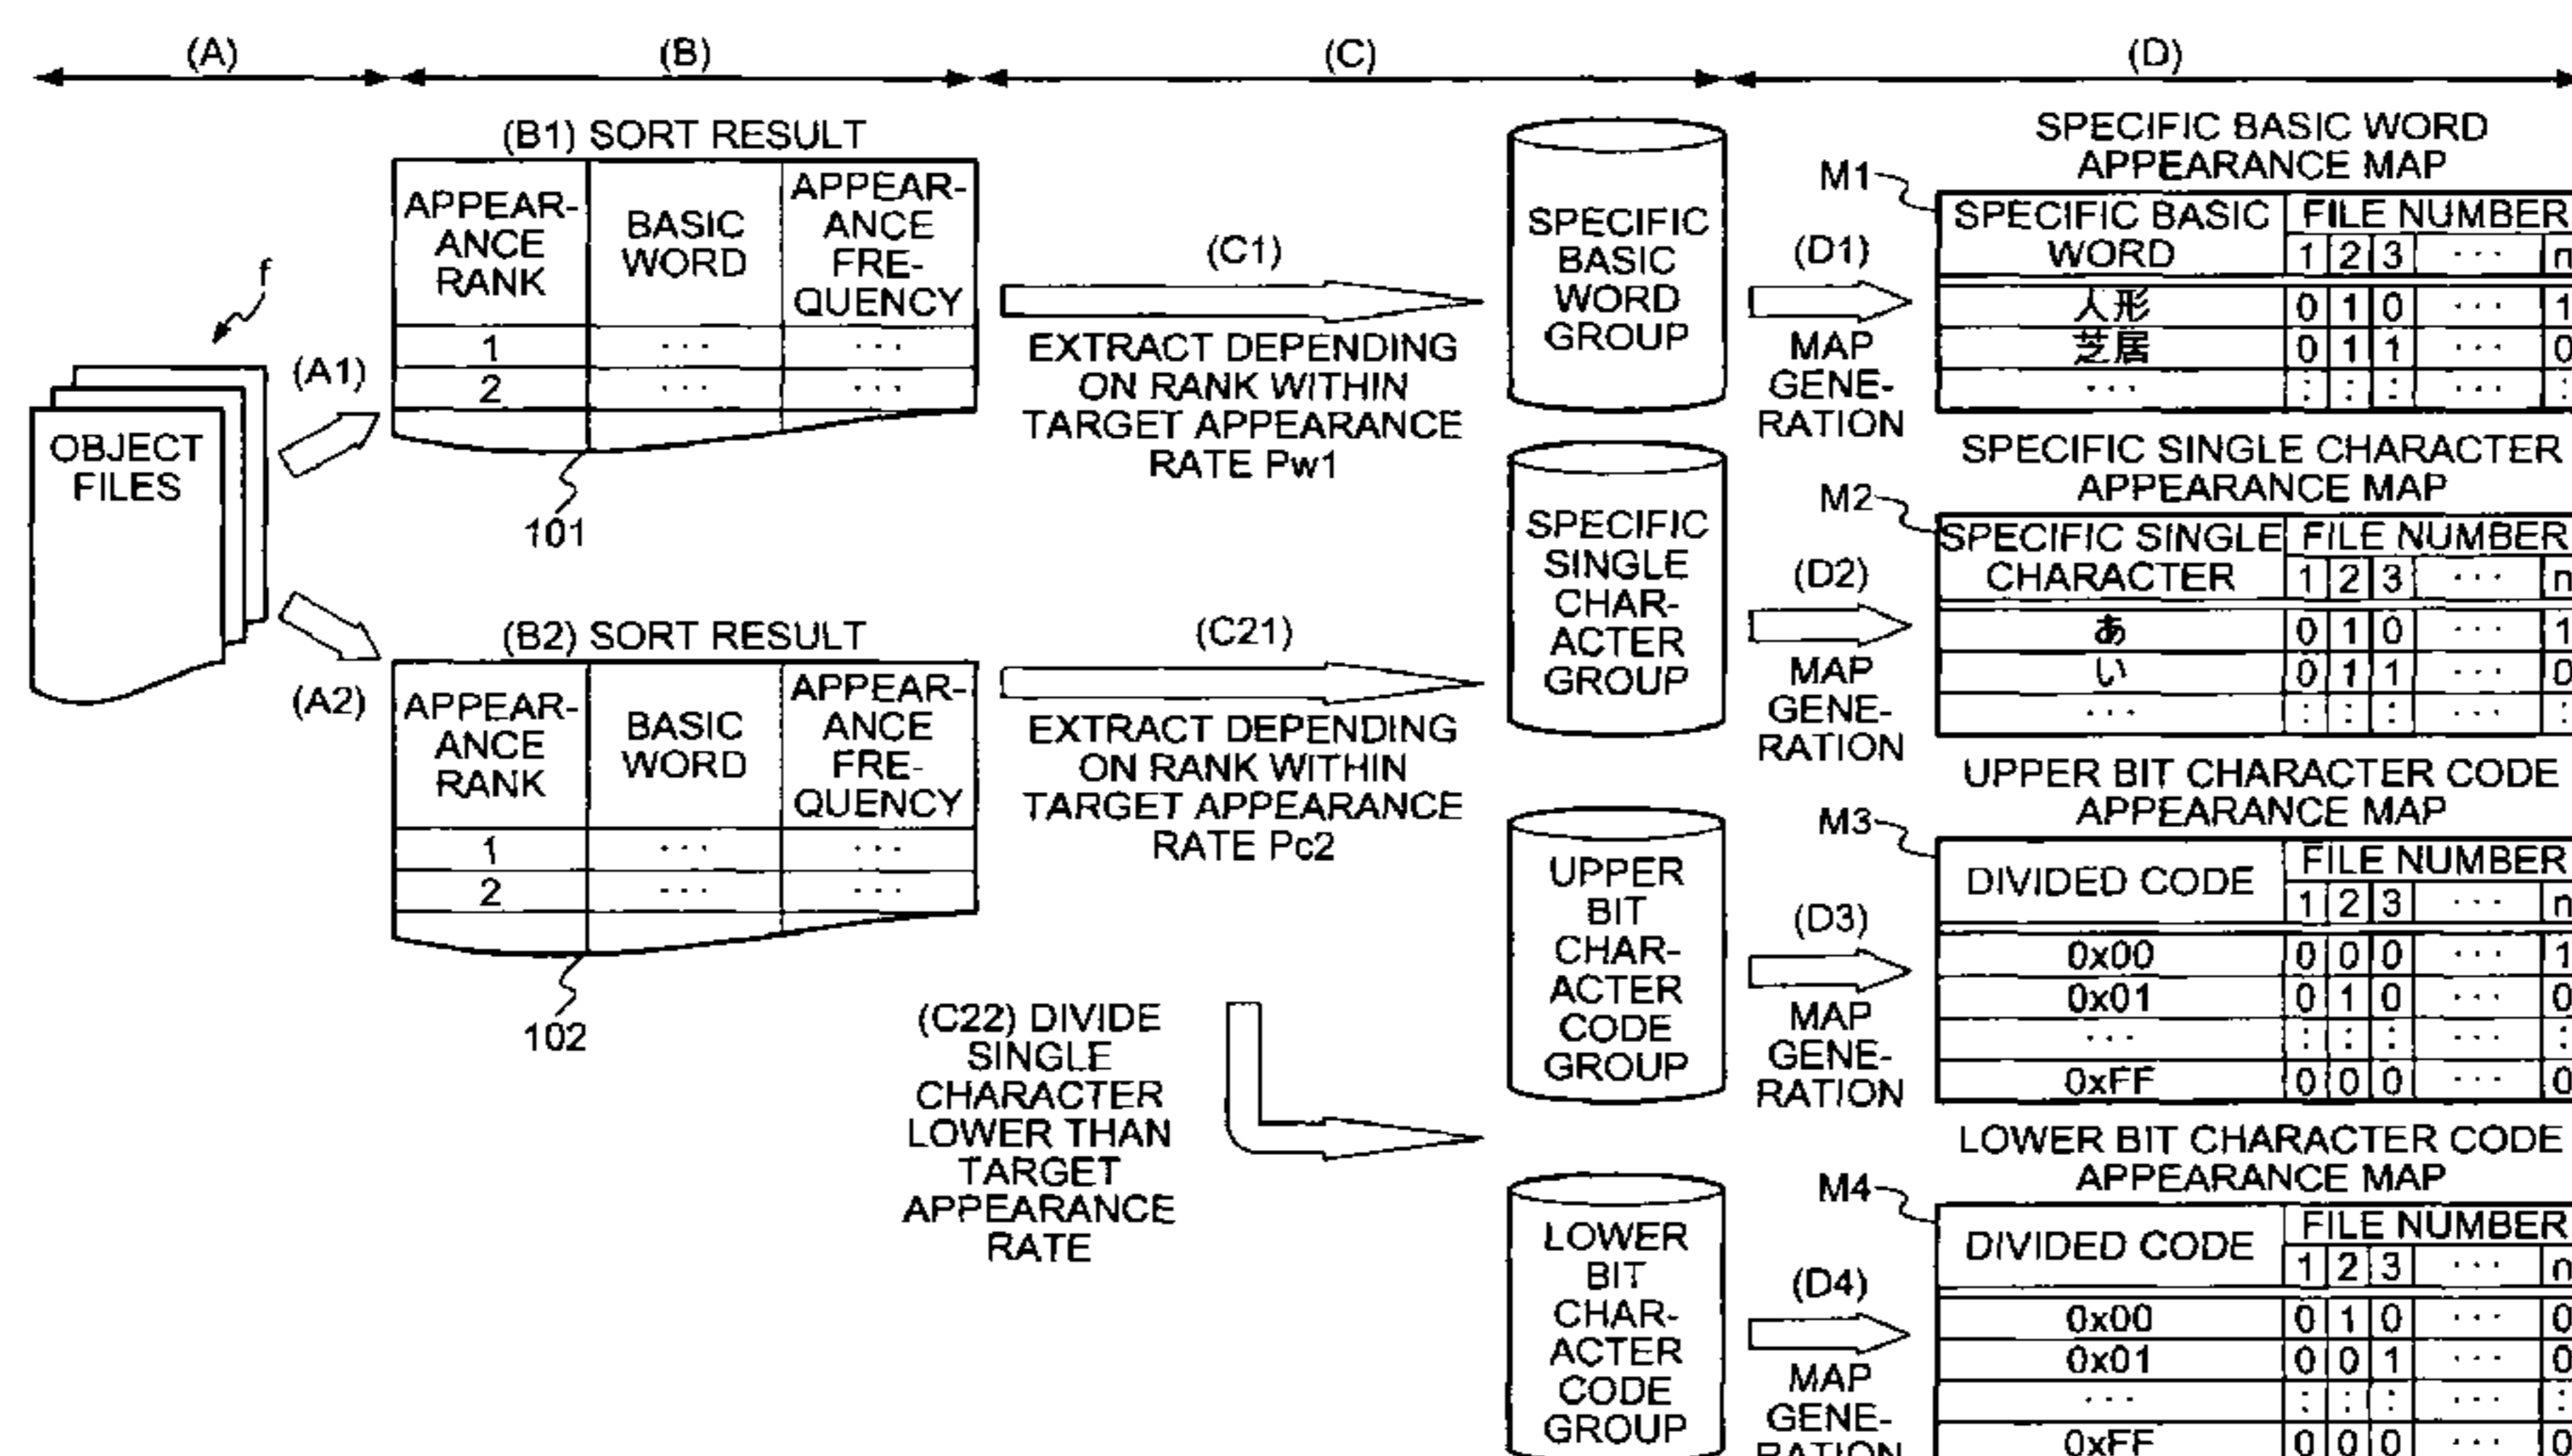 (A) (B) (C) (D)
f
OBJECT
FILES
(A1)
(A2)
(B1) SORT RESULT
APPEAR-
ANCE
RANK
BASIC
WORD
APPEAR-
ANCE
FRE-
QUENCY
1 ... ...
2 ... ...
101
(B2) SORT RESULT
APPEAR-
ANCE
RANK
BASIC
WORD
APPEAR-
ANCE
FRE-
QUENCY
1 ... ...
2 ... ...
102
(C1)
EXTRACT DEPENDING
ON RANK WITHIN
TARGET APPEARANCE
RATE Pw1
(C21)
EXTRACT DEPENDING
ON RANK WITHIN
TARGET APPEARANCE
RATE Pc2
(C22) DIVIDE
SINGLE
CHARACTER
LOWER THAN
TARGET
APPEARANCE
RATE
SPECIFIC
BASIC
WORD
GROUP
SPECIFIC
SINGLE
CHAR-
ACTER
GROUP
UPPER
BIT
CHAR-
ACTER
CODE
GROUP
LOWER
BIT
CHAR-
ACTER
CODE
GROUP
(D1)
MAP
GENE-
RATION
(D2)
MAP
GENE-
RATION
(D3)
MAP
GENE-
RATION
(D4)
MAP
GENE-
RATION
SPECIFIC BASIC WORD
APPEARANCE MAP
M1
SPECIFIC BASIC
WORD
FILE NUMBER
1 2 3 ... n
人形 0 1 0 ... 1
芝居 0 1 1 ... 0
... : : : ... :
SPECIFIC SINGLE CHARACTER
APPEARANCE MAP
M2
SPECIFIC SINGLE
CHARACTER
FILE NUMBER
1 2 3 ... n
あ 0 1 0 ... 1
い 0 1 1 ... 0
... : : : ... :
UPPER BIT CHARACTER CODE
APPEARANCE MAP
M3
DIVIDED CODE
FILE NUMBER
1 2 3 ... n
0x00 0 0 0 ... 1
0x01 0 1 0 ... 0
... : : : ... :
0xFF 0 0 0 ... 0
LOWER BIT CHARACTER CODE
APPEARANCE MAP
M4
DIVIDED CODE
FILE NUMBER
1 2 3 ... n
0x00 0 1 0 ... 0
0x01 0 0 1 ... 0
... : : : ... :
0xFF 0 0 0 ... 0